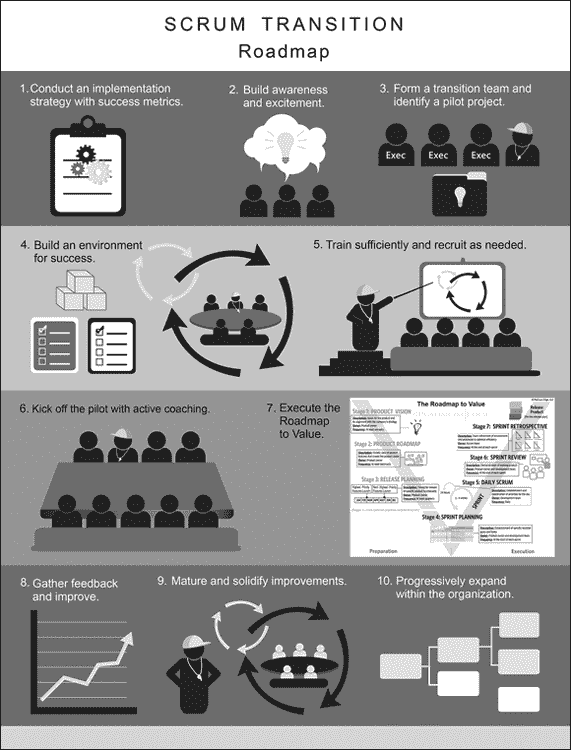 SCRUM TRANSITION
Roadmap
1. Conduct an implementation
strategy with success metrics.
2. Build awareness
and excitement.
3. Form a transition team and
identify a pilot project.
Exec
Exec
Exec
4. Build an environment
for success.
5. Train sufficiently and recruit as needed.
6. Kick off the pilot with active coaching.
7. Execute the
Roadmap
to Value.
The Roadmap to Value
Stage 1: PRODUCT VISION
Stage 2: PRODUCT ROADMAP
Stage 3: RELEASE PLANNING
Stage 4: SPRINT PLANNING
Stage 5: DAILY SCRUM
Stage 6: SPRINT REVIEW
Stage 7: SPRINT RETROSPECTIVE
SPRINT
Preparation
Execution
8. Gather feedback
and improve.
9. Mature and solidify improvements.
10. Progressively expand
within the organization.